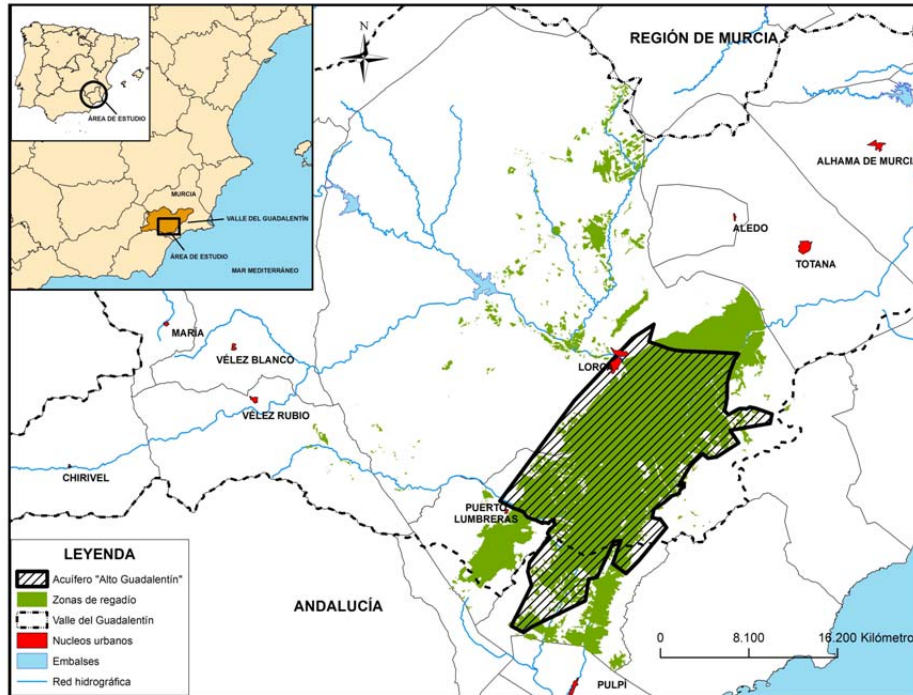 ÁREA DE ESTUDIO
MURCIA
VALLE DEL GUADALENTÍN
ÁREA DE ESTUDIO
MAR MEDITERRÁNEO
N
REGIÓN DE MURCIA
ALHAMA DE MURCI
ALEDO
TOTANA
MARÍA
VÉLEZ BLANCO
LORCA
VÉLEZ RUBIO
CHIRIVEL
PUERTO
LUMBRERAS
ANDALUCÍA
PULPÍ
LEYENDA
Acuífero "Alto Guadalentín"
Zonas de regadío
Valle del Guadalentín
Nucleos urbanos
Embalses
Red hidrográfica
0 8.100 16.200 Kilómetro